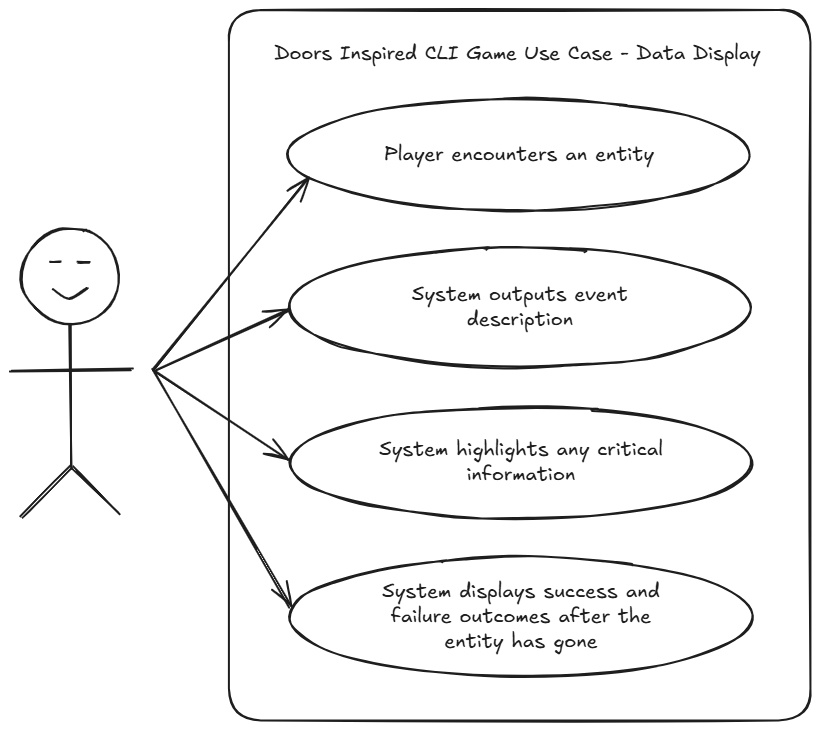 Doors Inspired CLI Game Use Case - Data Display
Player encounters an entity
System outputs event
description
System highlights any critical
information
System displays success and
failure outcomes after the
entity has gone